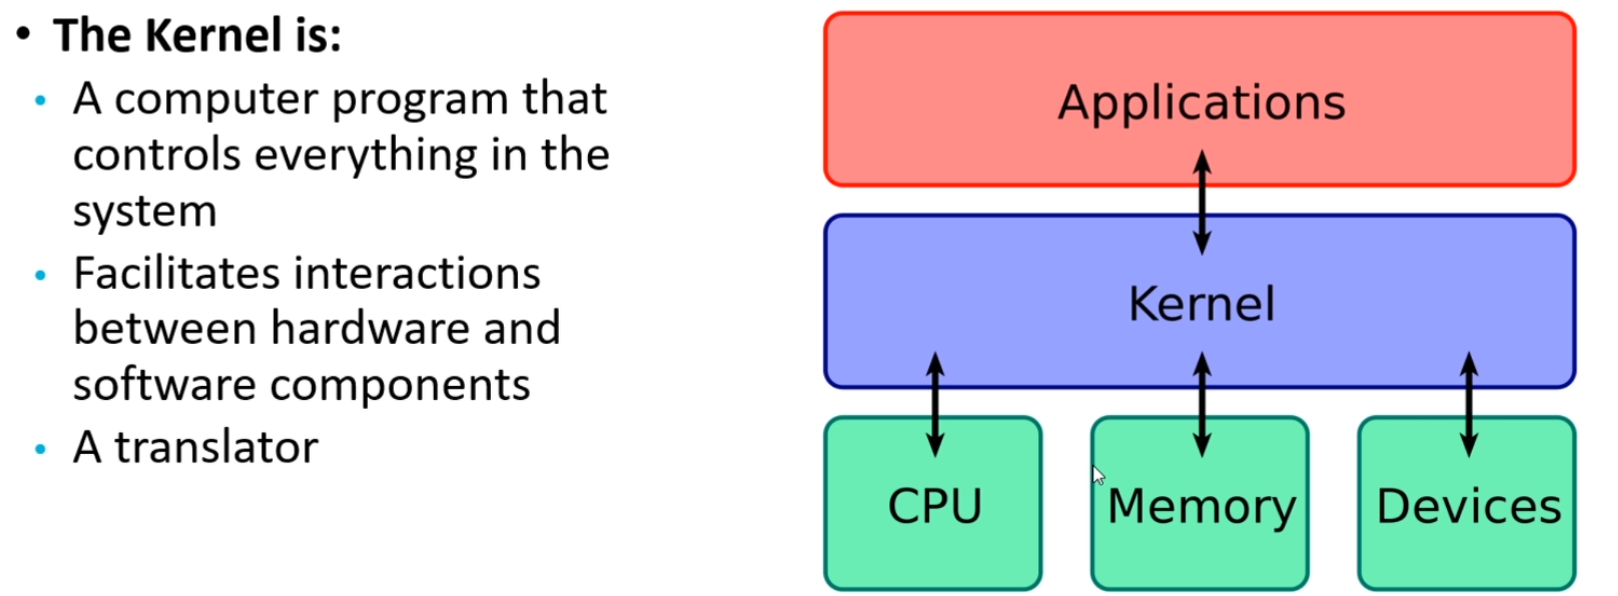 • The Kernel is:
• A computer program that
controls everything in the
system
• Facilitates interactions
between hardware and
software components
• A translator
Applications
Kernel
CPU
Memory
Devices